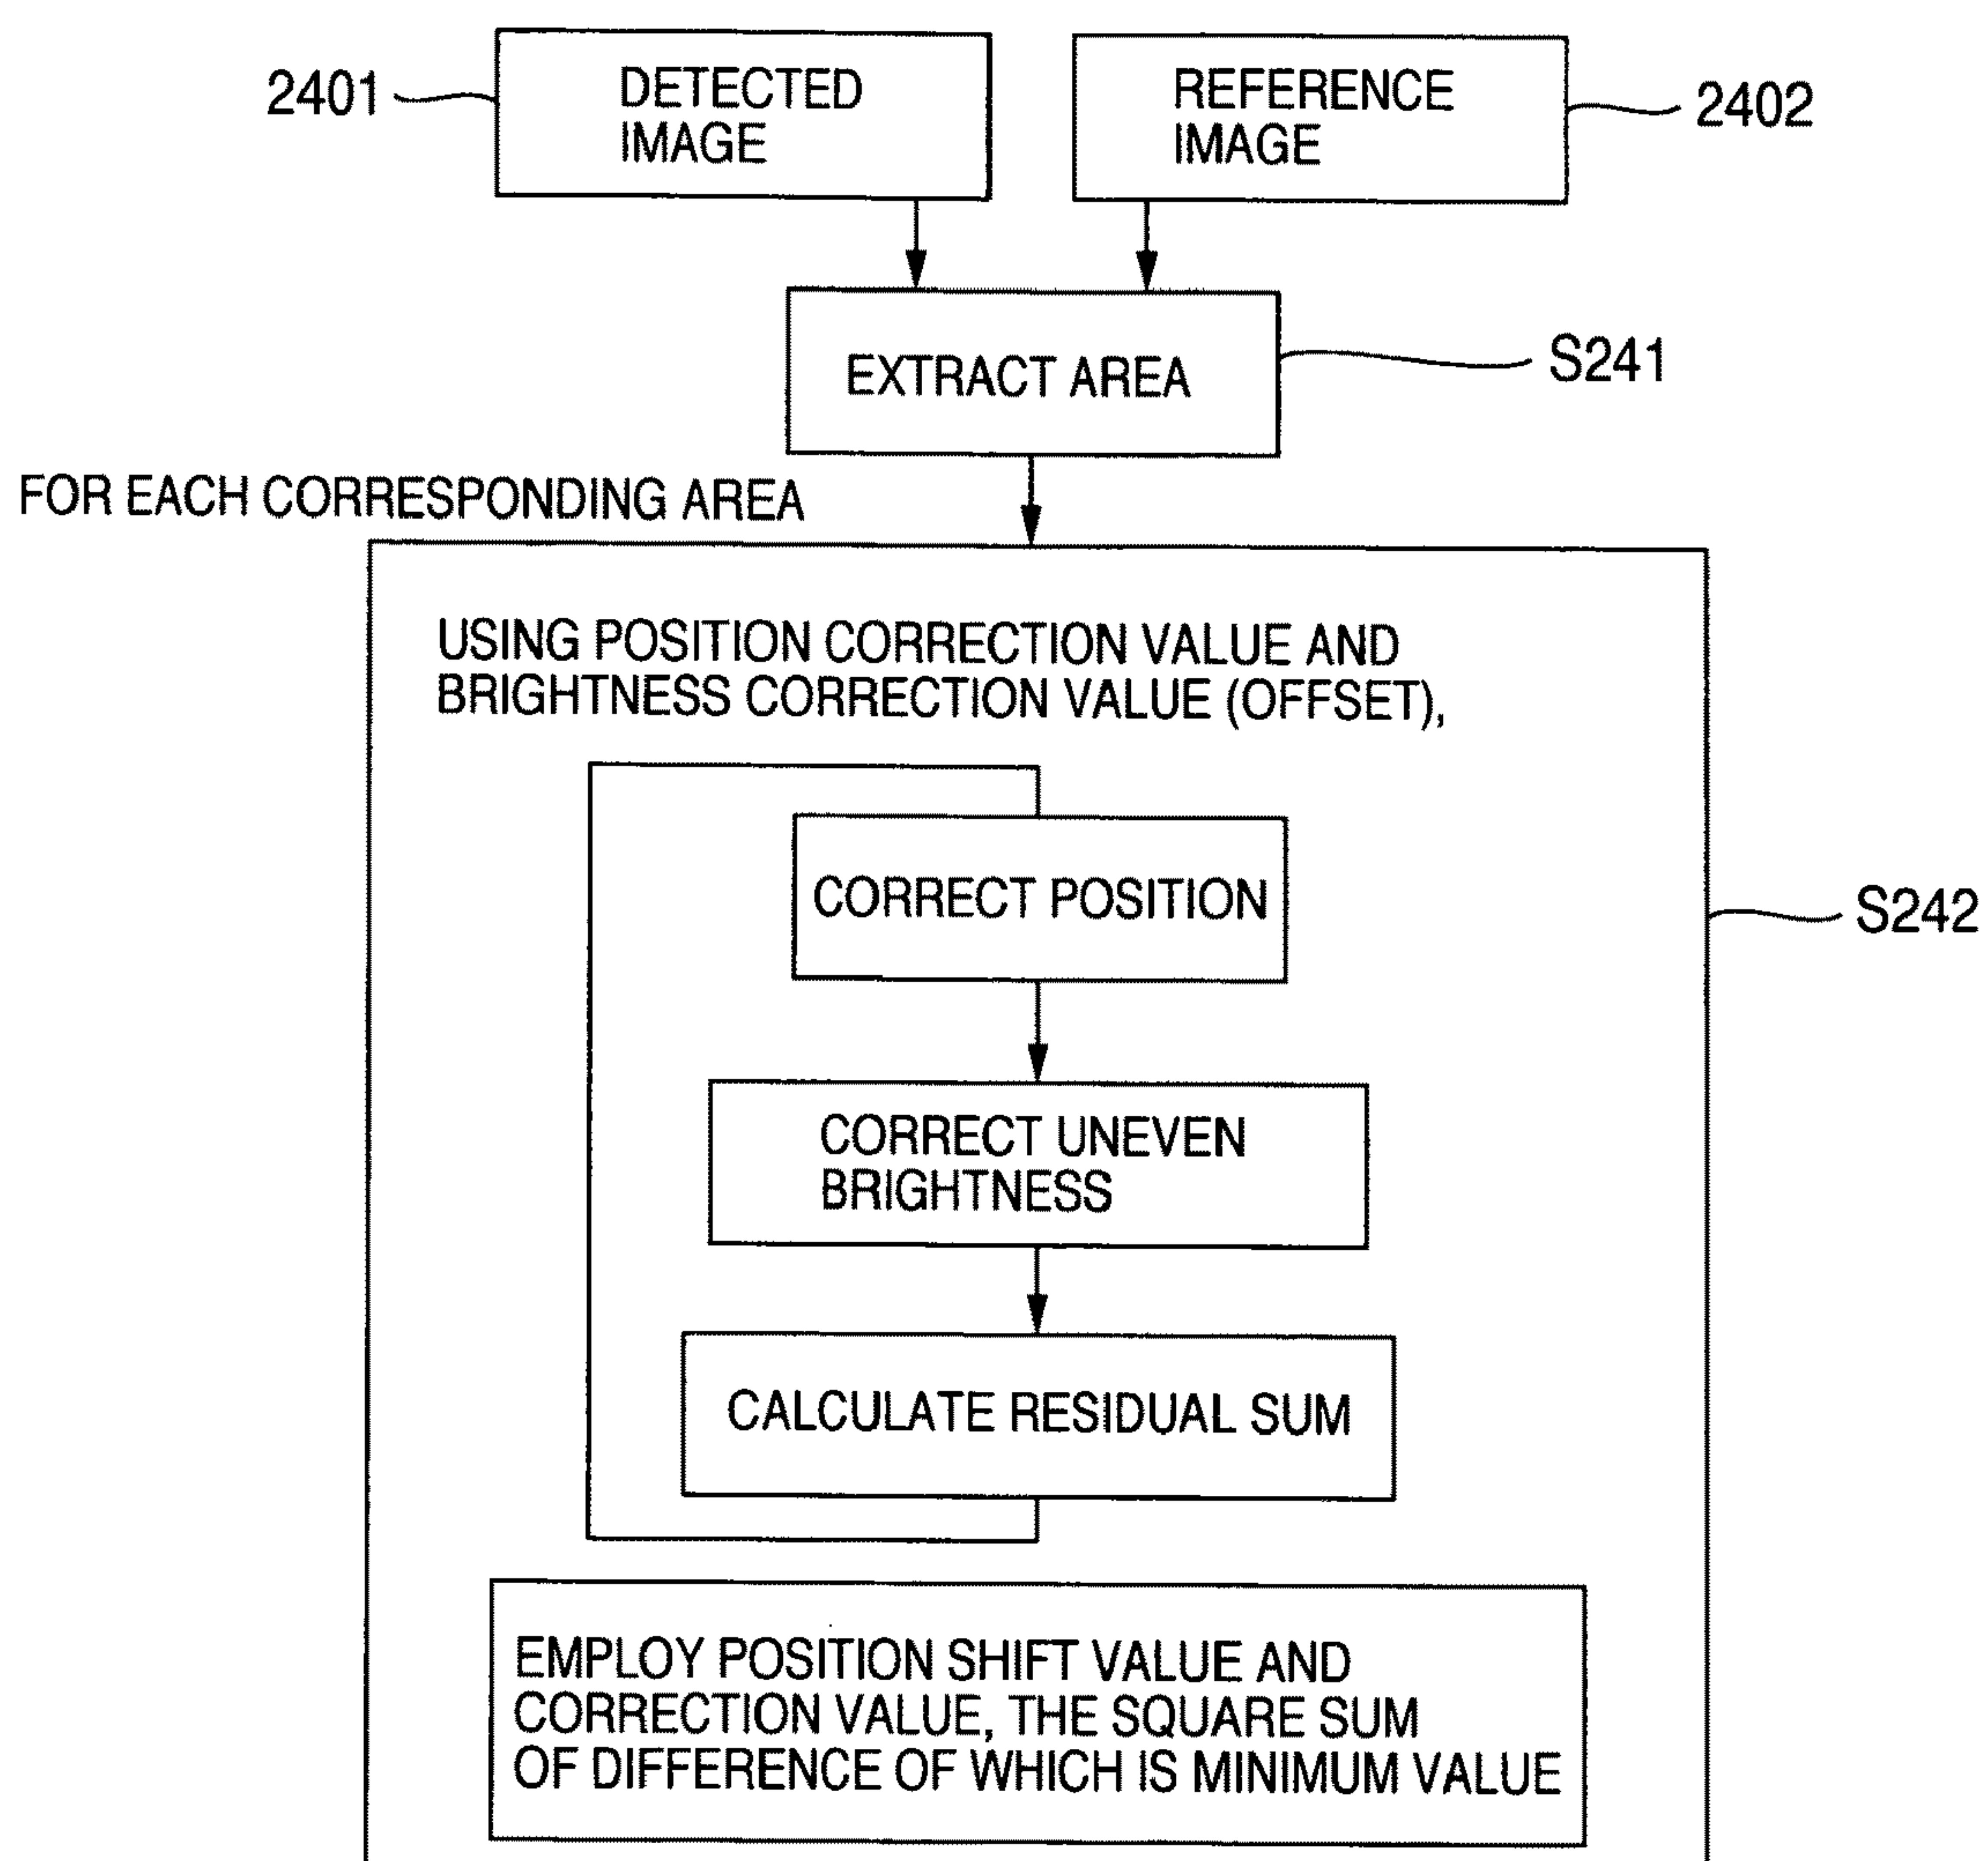 2401
DETECTED
IMAGE
REFERENCE
IMAGE
2402
EXTRACT AREA
S241
FOR EACH CORRESPONDING AREA
USING POSITION CORRECTION VALUE AND
BRIGHTNESS CORRECTION VALUE (OFFSET),
CORRECT POSITION
S242
CORRECT UNEVEN
BRIGHTNESS
CALCULATE RESIDUAL SUM
EMPLOY POSITION SHIFT VALUE AND
CORRECTION VALUE, THE SQUARE SUM
OF DIFFERENCE OF WHICH IS MINIMUM VALUE